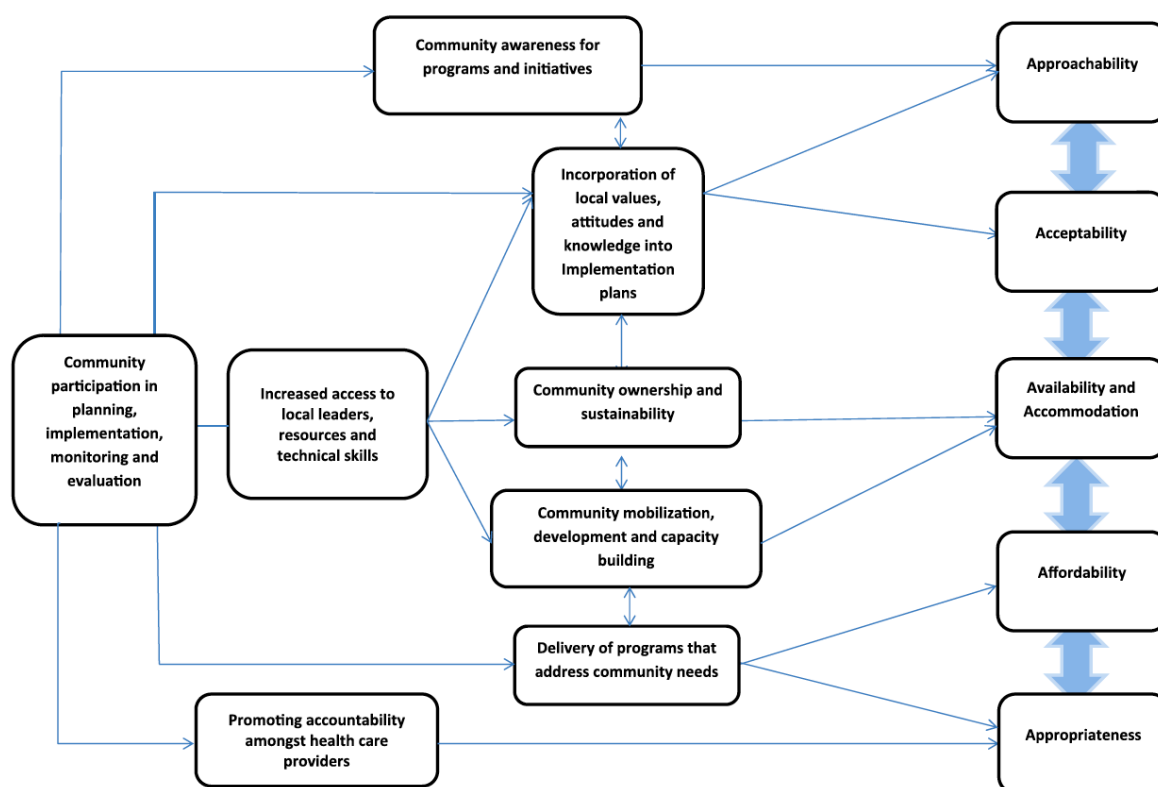 Community awareness for
programs and initiatives
Approachability
Incorporation of
local values,
attitudes and
knowledge into
Implementation
plans
Acceptability
Community
participation in
planning,
implementation,
monitoring and
evaluation
Increased access to
local leaders,
resources and
technical skills
Community ownership and
sustainability
Availability and
Accommodation
Community mobilization,
development and capacity
building
Affordability
Delivery of programs that
address community needs
Promoting accountability
amongst health care
providers
Appropriateness